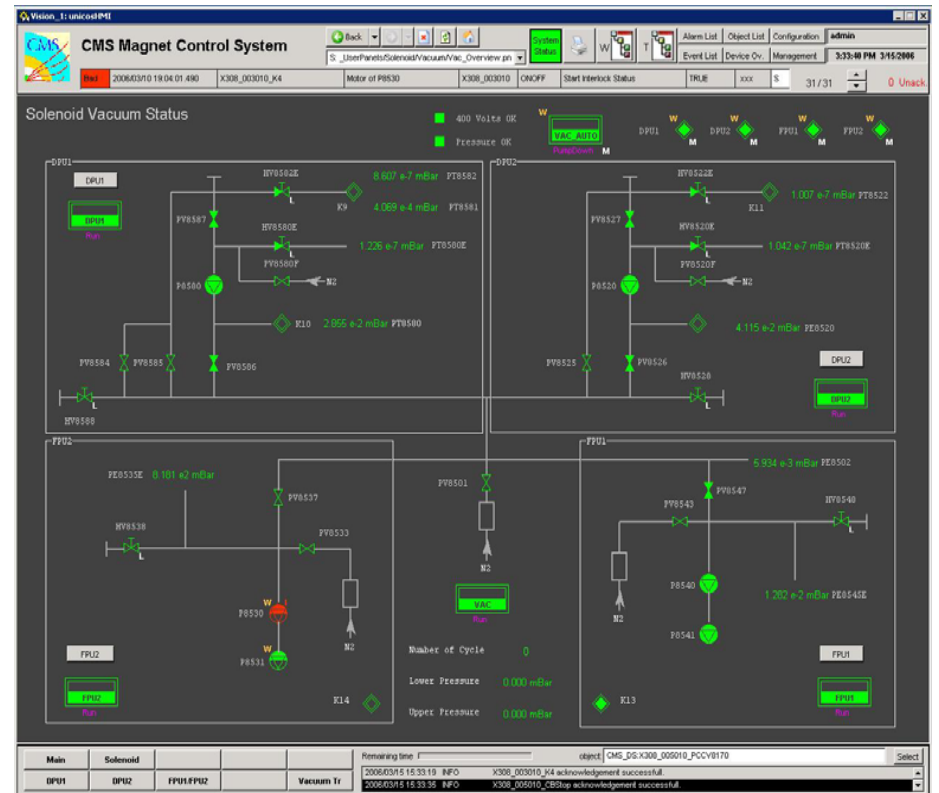 Vision_1: unicosHMI
CMS
CMS Magnet Control System
Back
S: _UserPanels/Solenoid/Vacuum/Vac_Overview.pn
System Status
W
T
Alarm List
Object List
Configuration
admin
Event List
Device Ov.
Management
3:33:40 PM 3/15/2006
Bad
2006/03/10 19:04:01.490
X308_003010_K4
Motor of P8530
X308_003010
ONOFF
Start Interlock Status
TRUE
xxx
S
31/31
0 Unack.
Solenoid Vacuum Status
400 Volts OK
Pressure OK
W
VAC_AUTO
PumpDown M
DPU1 W M
DPU2 W M
FPU1 W M
FPU2 W M
DPU1
DPU1
DPU1
Run
HV8582E
L
K9
8.607 e-7 mBar PT8582
4.069 e-4 mBar PT8581
PV8587
HV8580E
L
1.226 e-7 mBar PT8580E
PV8580F
N2
P8580
K10 2.855 e-2 mBar PT8580
PV8584
PV8585
PV8586
L
HV8588
DPU2
HV8522E
L
K11
1.007 e-7 mBar PT8522
PV8527
HV8520E
L
1.042 e-7 mBar PT8520E
PV8520F
N2
P8520
4.115 e-2 mBar PE8520
PV8525
PV8526
HV8528
L
DPU2
DPU2
Run
FPU2
PE8535E 8.181 e2 mBar
PV8537
HV8538
L
PV8533
N2
W
P8530
I
W
P8531
FPU2
FPU2
Run
K14
PV8501
N2
VAC
Run
Number of Cycle 0
Lower Pressure 0.000 mBar
Upper Pressure 0.000 mBar
FPU1
5.934 e-3 mBar PE8502
PV8547
PV8543
HV8548
L
N2
P8540
1.282 e-2 mBar PE8545E
P8541
FPU1
FPU1
Run
K13
Main
Solenoid
DPU1
DPU2
FPU1/FPU2
Vacuum Tr
Remaining time
object CMS_DS:X308_005010_PCCV8170
Select
2006/03/15 15:33:19 INFO X308_003010_K4 acknowledgement successful.
2006/03/15 15:33:35 INFO X308_005010_CBStop acknowledgement successful.